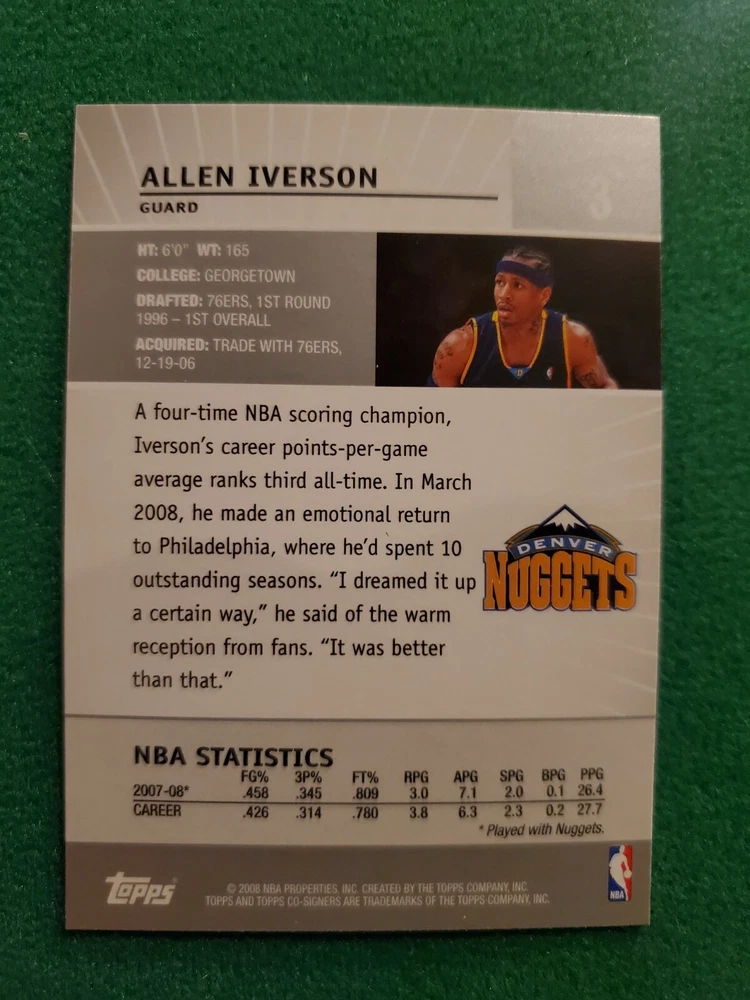 ALLEN IVERSON
GUARD
3
HT: 6'0" WT: 165
COLLEGE: GEORGETOWN
DRAFTED: 76ERS, 1ST ROUND
1996 – 1ST OVERALL
ACQUIRED: TRADE WITH 76ERS,
12-19-06
A four-time NBA scoring champion,
Iverson's career points-per-game
average ranks third all-time. In March
2008, he made an emotional return
to Philadelphia, where he'd spent 10
outstanding seasons. "I dreamed it up
a certain way," he said of the warm
reception from fans. "It was better
than that."
DENVER
NUGGETS
NBA STATISTICS
FG% 3P% FT% RPG APG SPG BPG PPG
2007-08* .458 .345 .809 3.0 7.1 2.0 0.1 26.4
CAREER .426 .314 .780 3.8 6.3 2.3 0.2 27.7
* Played with Nuggets.
Topps®
© 2008 NBA PROPERTIES, INC. CREATED BY THE TOPPS COMPANY, INC.
TOPPS AND TOPPS CO-SIGNERS ARE TRADEMARKS OF THE TOPPS COMPANY, INC.
NBA